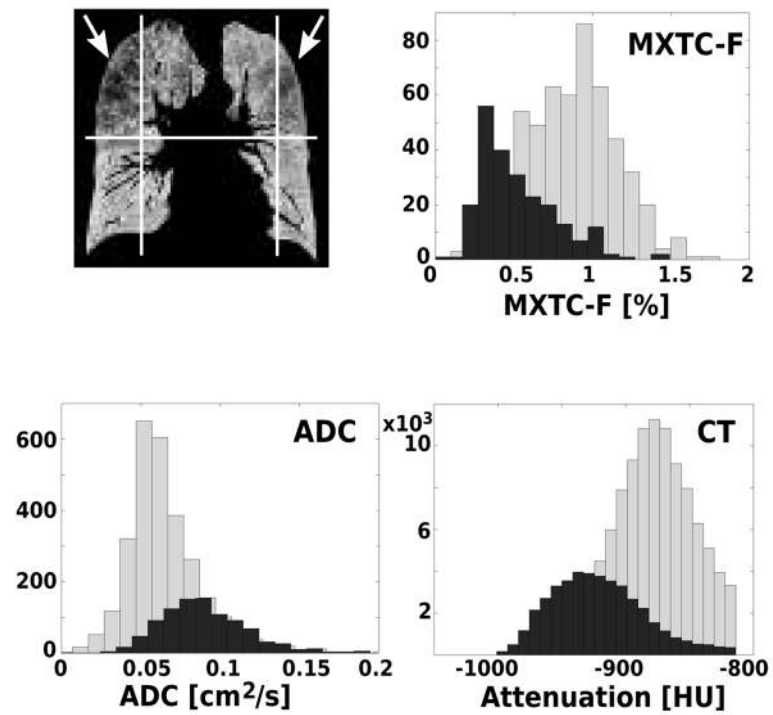 MXTC-F
80
60
40
20
0
0 0.5 1 1.5 2
MXTC-F [%]
ADC
600
400
200
0
0 0.05 0.1 0.15 0.2
ADC [cm²/s]
x10³
CT
10
6
2
-1000 -900 -800
Attenuation [HU]